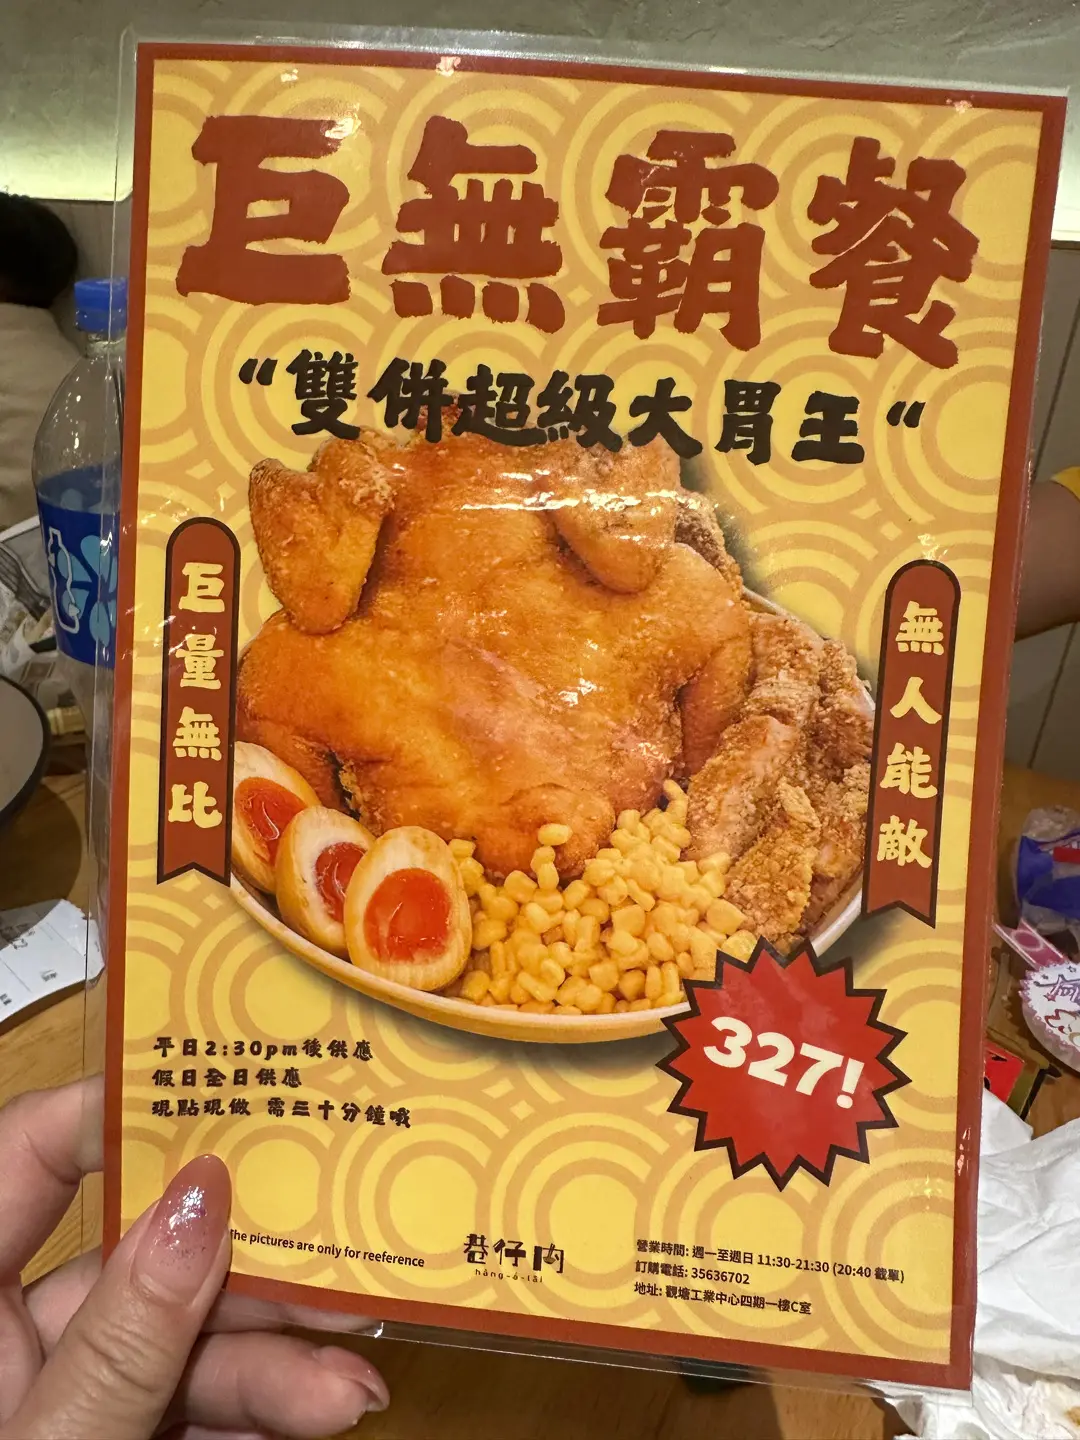 巨無霸餐
“雙併超級大胃王“
巨量無比
無人能敵
327!
平日2:30pm後供應
假日全日供應
現點現做 需三十分鐘哦
the pictures are only for reeference
巷仔內
hāng-á-lāi
營業時間: 週一至週日 11:30-21:30 (20:40 截單)
訂購電話: 35636702
地址: 觀塘工業中心四期一樓C室